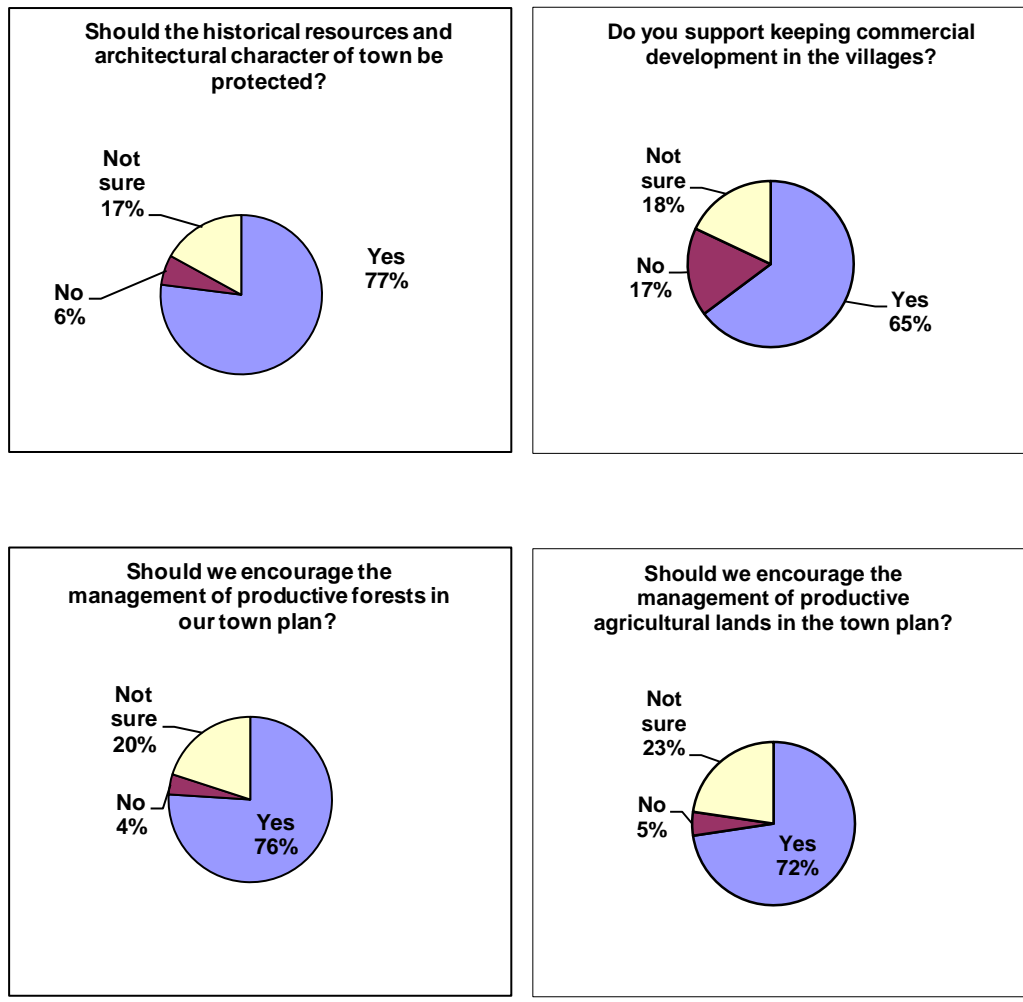 Should the historical resources and
architectural character of town be
protected?
Not
sure
17%
No
6%
Yes
77%
Do you support keeping commercial
development in the villages?
Not
sure
18%
No
17%
Yes
65%
Should we encourage the
management of productive forests in
our town plan?
Not
sure
20%
No
4%
Yes
76%
Should we encourage the
management of productive
agricultural lands in the town plan?
Not
sure
23%
No
5%
Yes
72%